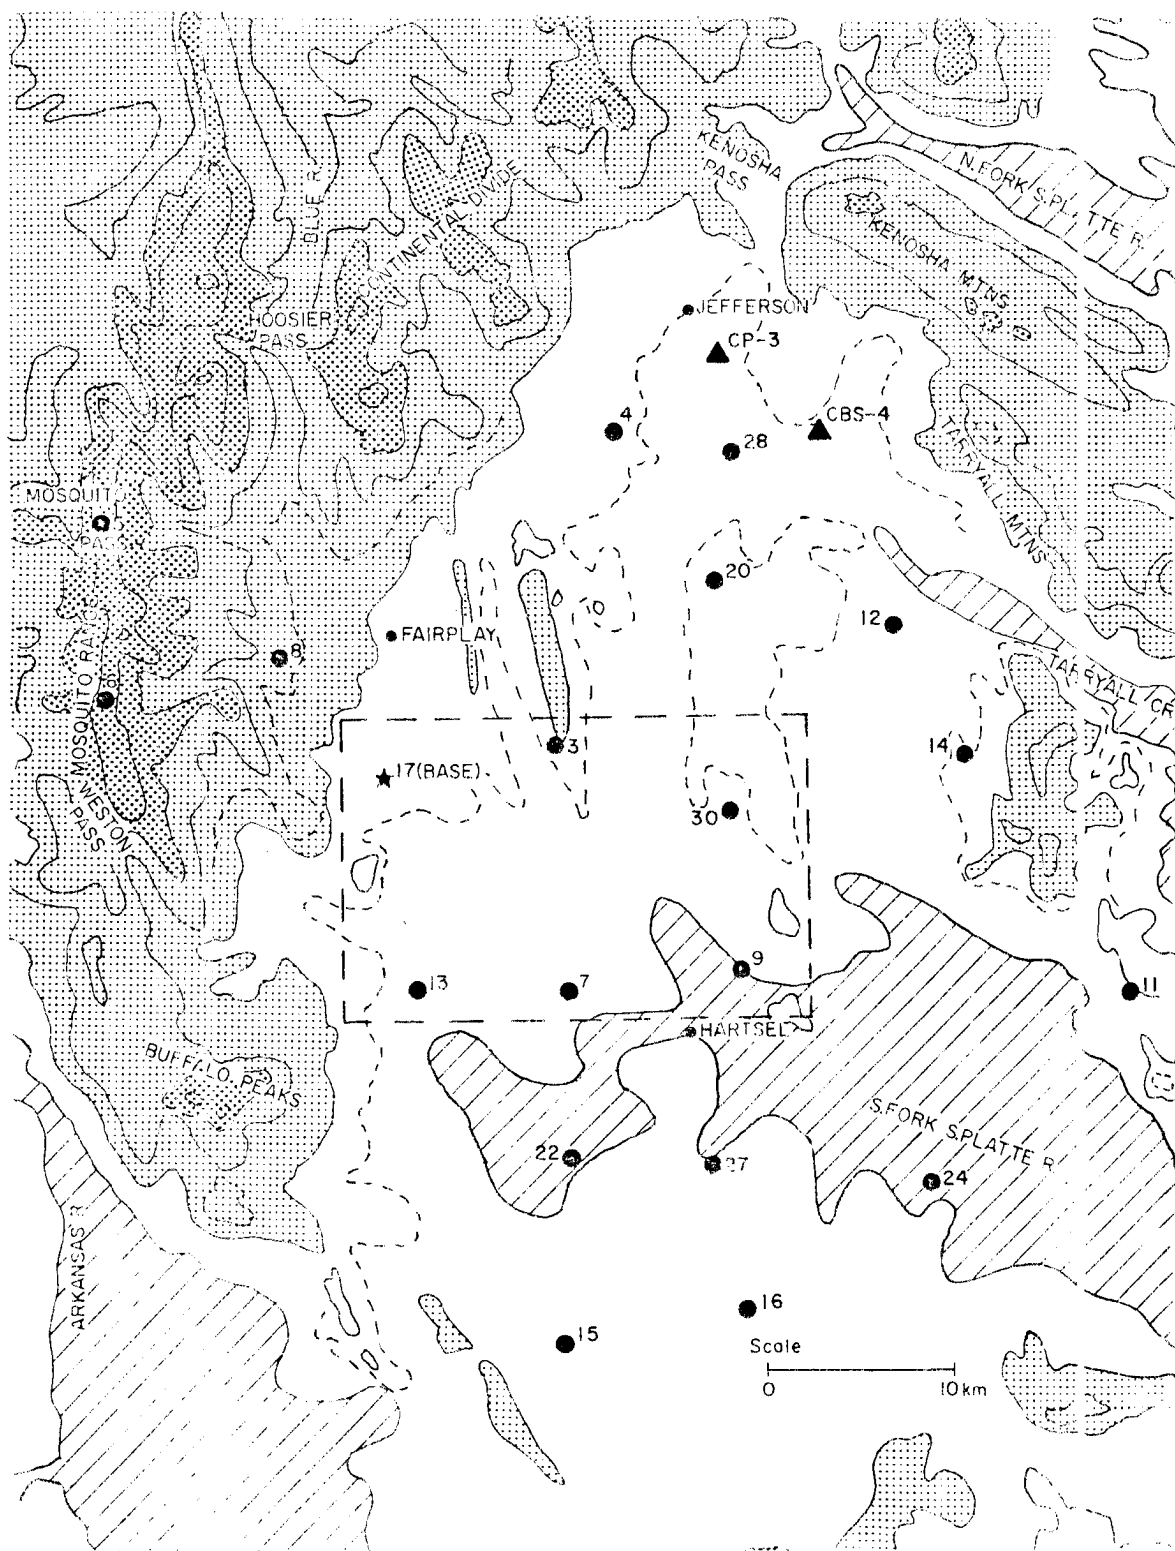 KENOSHA
PASS
N. FORK S. PLATTE R.
BLUE R.
CONTINENTAL DIVIDE
KENOSHA MTNS
HOOSIER
PASS
JEFFERSON
CP-3
4
CBS-4
28
TARRYALL MTNS
MOSQUITO
1
PASS
20
10
12
FAIRPLAY
8
MOSQUITO RANGE
TARRYALL CR
3
14
17(BASE)
30
WESTON
PASS
9
13
7
11
HARTSEL
BUFFALO PEAKS
S.FORK S.PLATTE R.
22
27
24
ARKANSAS R
16
15
Scale
0
10 km